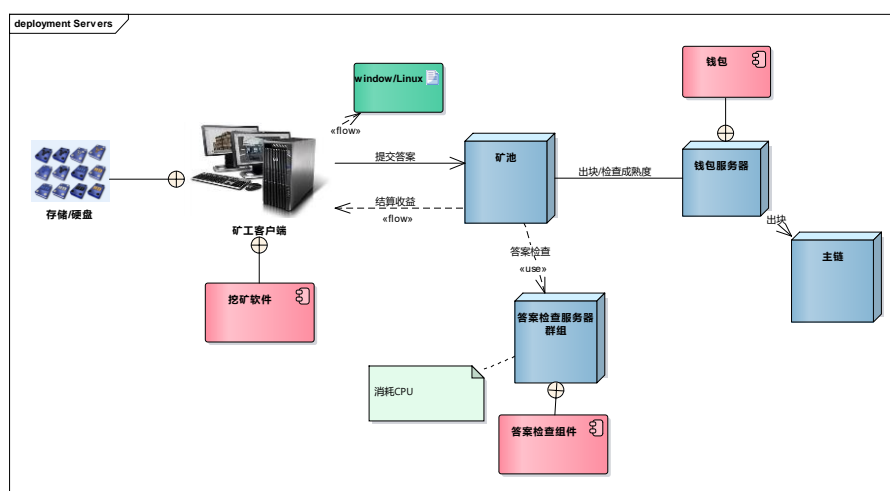 deployment Servers
钱包
window/Linux
«flow»
提交答案
矿池
出块/检查成熟度
钱包服务器
存储/硬盘
结算收益
«flow»
矿工客户端
出块
主链
答案检查
«use»
挖矿软件
答案检查服务器
群组
消耗CPU
答案检查组件